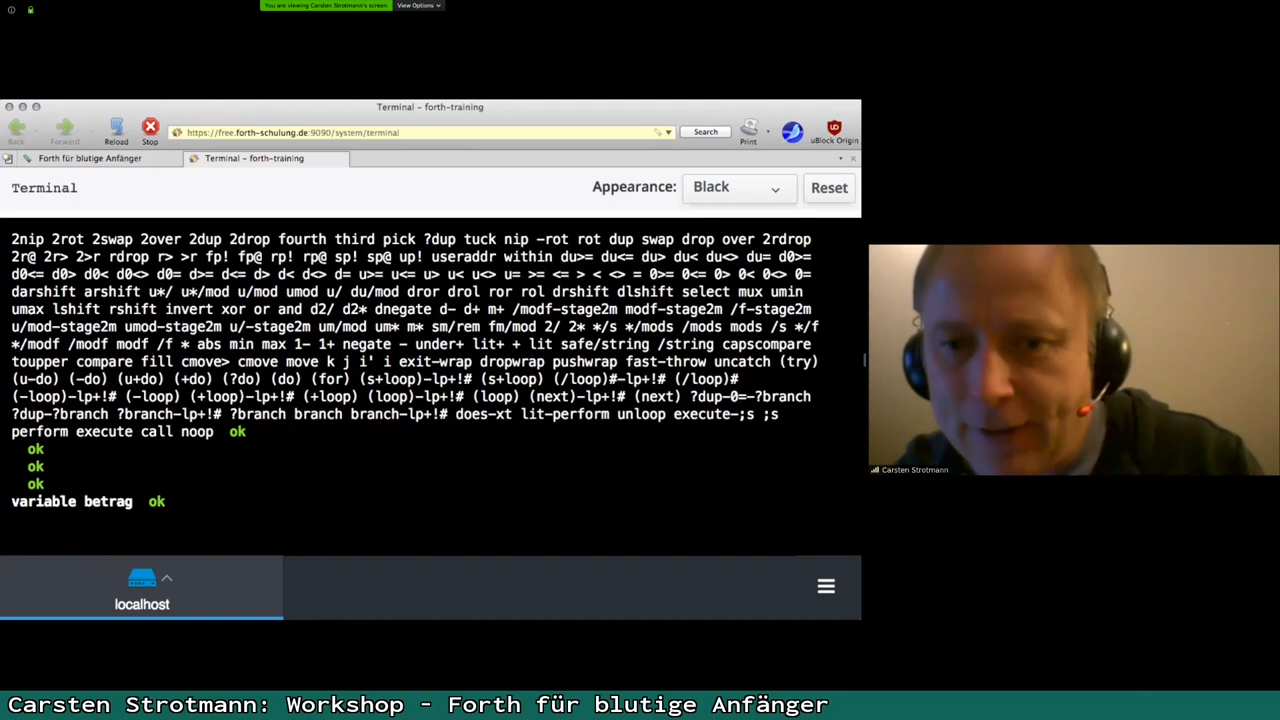 You are viewing Carsten Strotmann's screen View Options
Terminal - forth-training
Back Forward Reload Stop https://free.forth-schulung.de:9090/system/terminal Search Print uBlock Origin
Forth für blutige Anfänger Terminal - forth-training
Terminal Appearance: Black Reset
2nip 2rot 2swap 2over 2dup 2drop fourth third pick ?dup tuck nip -rot rot dup swap drop over 2rdrop
2r@ 2r> 2>r rdrop r> >r fp! fp@ rp! rp@ sp! sp@ up! useraddr within du>= du<= du> du< du<> du= d0>=
d0<= d0> d0< d0<> d0= d>= d<= d> d< d<> d= u>= u<= u> u< u<> u= >= <= > < <> = 0>= 0<= 0> 0< 0<> 0=
darshift arshift u*/ u*/mod u/mod umod u/ du/mod dror drol ror rol drshift dlshift select mux umin
umax lshift rshift invert xor or and d2/ d2* dnegate d- d+ m+ /modf-stage2m modf-stage2m /f-stage2m
u/mod-stage2m umod-stage2m u/-stage2m um/mod um* m* sm/rem fm/mod 2/ 2* */s */mods /mods mods /s */f
*/modf /modf modf /f * abs min max 1- 1+ negate - under+ lit+ + lit safe/string /string capscompare
toupper compare fill cmove> cmove move k j i' i exit-wrap dropwrap pushwrap fast-throw uncatch (try)
(u-do) (-do) (u+do) (+do) (?do) (do) (for) (s+loop)-lp+!# (s+loop) (/loop)#-lp+!# (/loop)#
(-loop)-lp+!# (-loop) (+loop)-lp+!# (+loop) (loop)-lp+!# (loop) (next)-lp+!# (next) ?dup-0=-?branch
?dup-?branch ?branch-lp+!# ?branch branch branch-lp+!# does-xt lit-perform unloop execute-;s ;s
perform execute call noop ok
ok
ok
ok
variable betrag ok
localhost
Carsten Strotmann
Carsten Strotmann: Workshop - Forth für blutige Anfänger